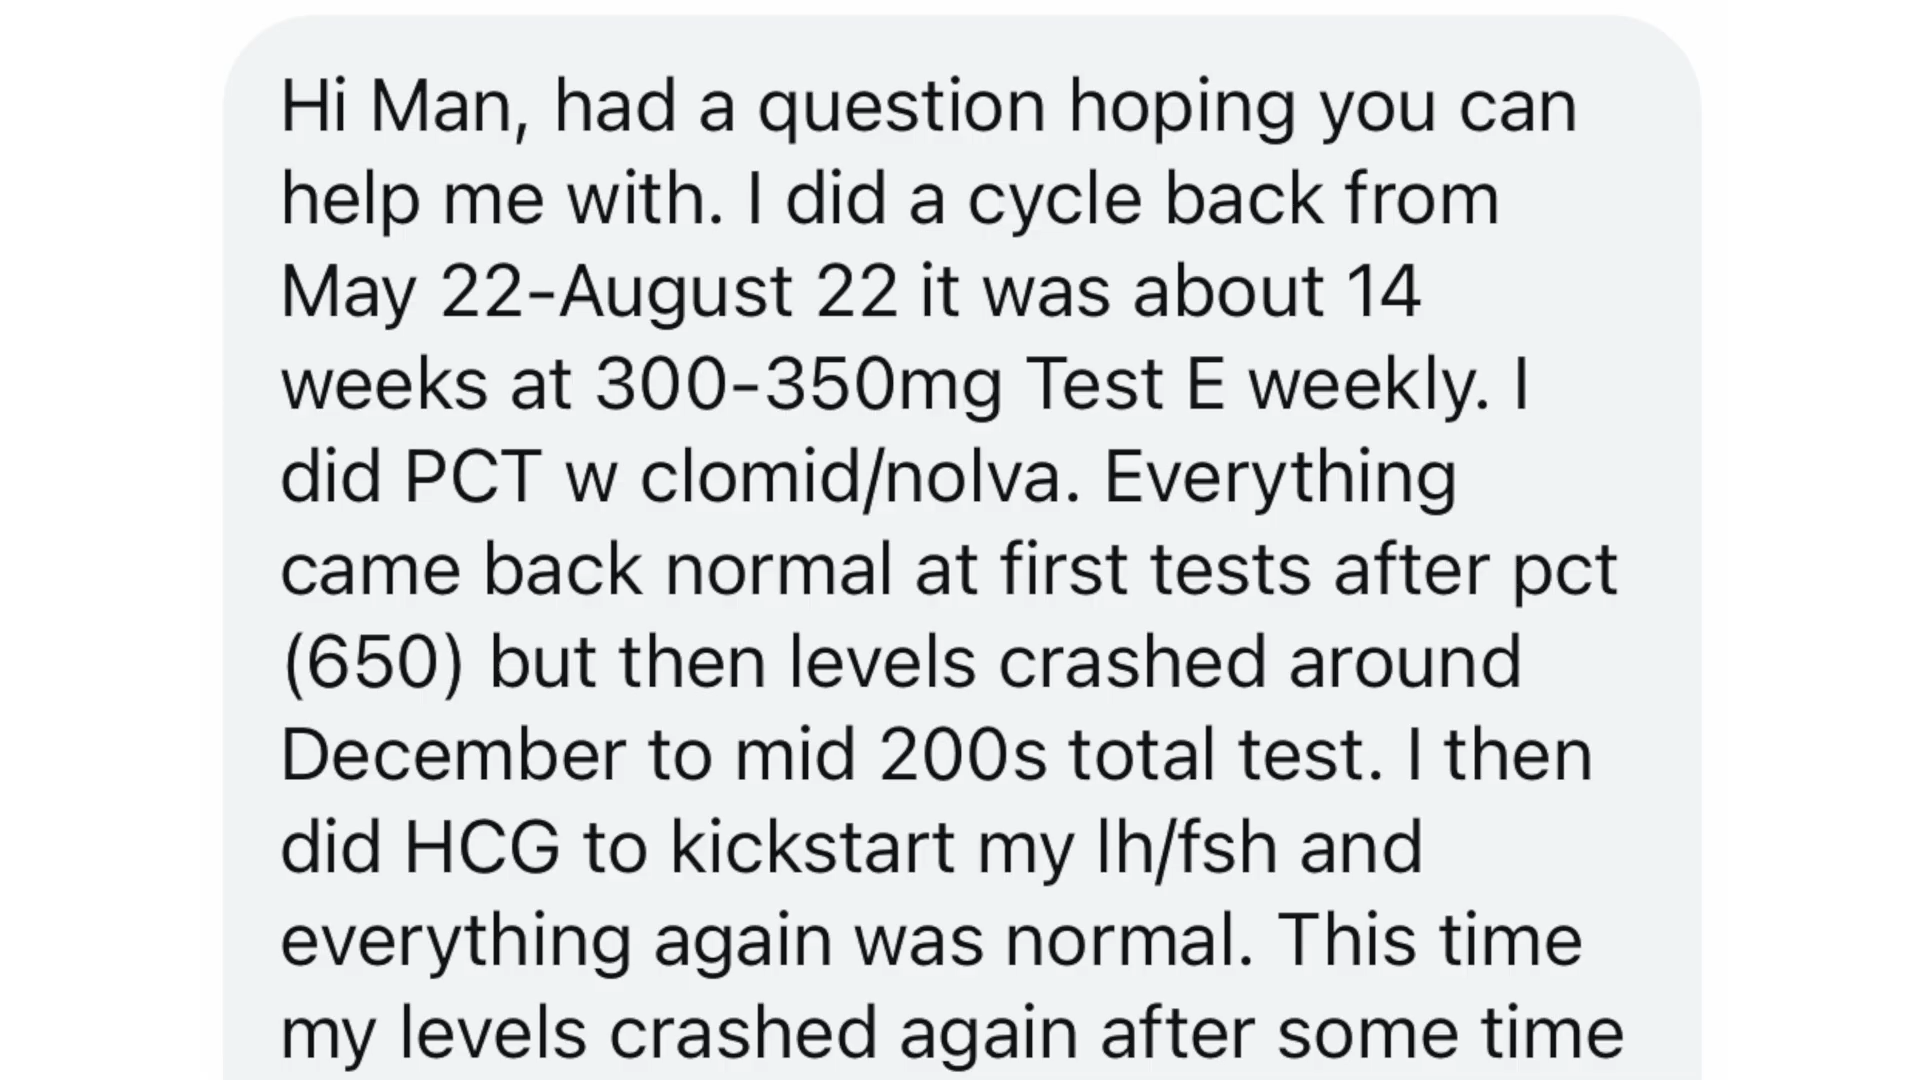 Hi Man, had a question hoping you can
help me with. I did a cycle back from
May 22-August 22 it was about 14
weeks at 300-350mg Test E weekly. I
did PCT w clomid/nolva. Everything
came back normal at first tests after pct
(650) but then levels crashed around
December to mid 200s total test. I then
did HCG to kickstart my lh/fsh and
everything again was normal. This time
my levels crashed again after some time